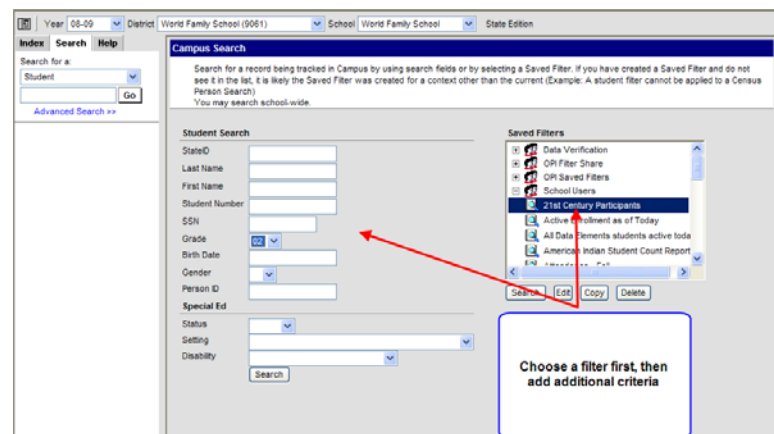 Year 08-09 District World Family School (9061) School World Family School State Edition
Index Search Help
Search for a:
Student
Go
Advanced Search >>
Campus Search
Search for a record being tracked in Campus by using search fields or by selecting a Saved Filter. If you have created a Saved Filter and do not
see it in the list, it is likely the Saved Filter was created for a context other than the current (Example: A student filter cannot be applied to a Census
Person Search)
You may search school-wide.
Student Search
StateID
Last Name
First Name
Student Number
SSN
Grade 02
Birth Date
Gender
Person ID
Special Ed
Status
Setting
Disability
Search
Saved Filters
Data Verification
OPI Filter Share
OPI Saved Filters
School Users
21st Century Participants
Active Enrollment as of Today
All Data Elements students active toda
American Indian Student Count Report
Search Edit Copy Delete
Choose a filter first, then
add additional criteria